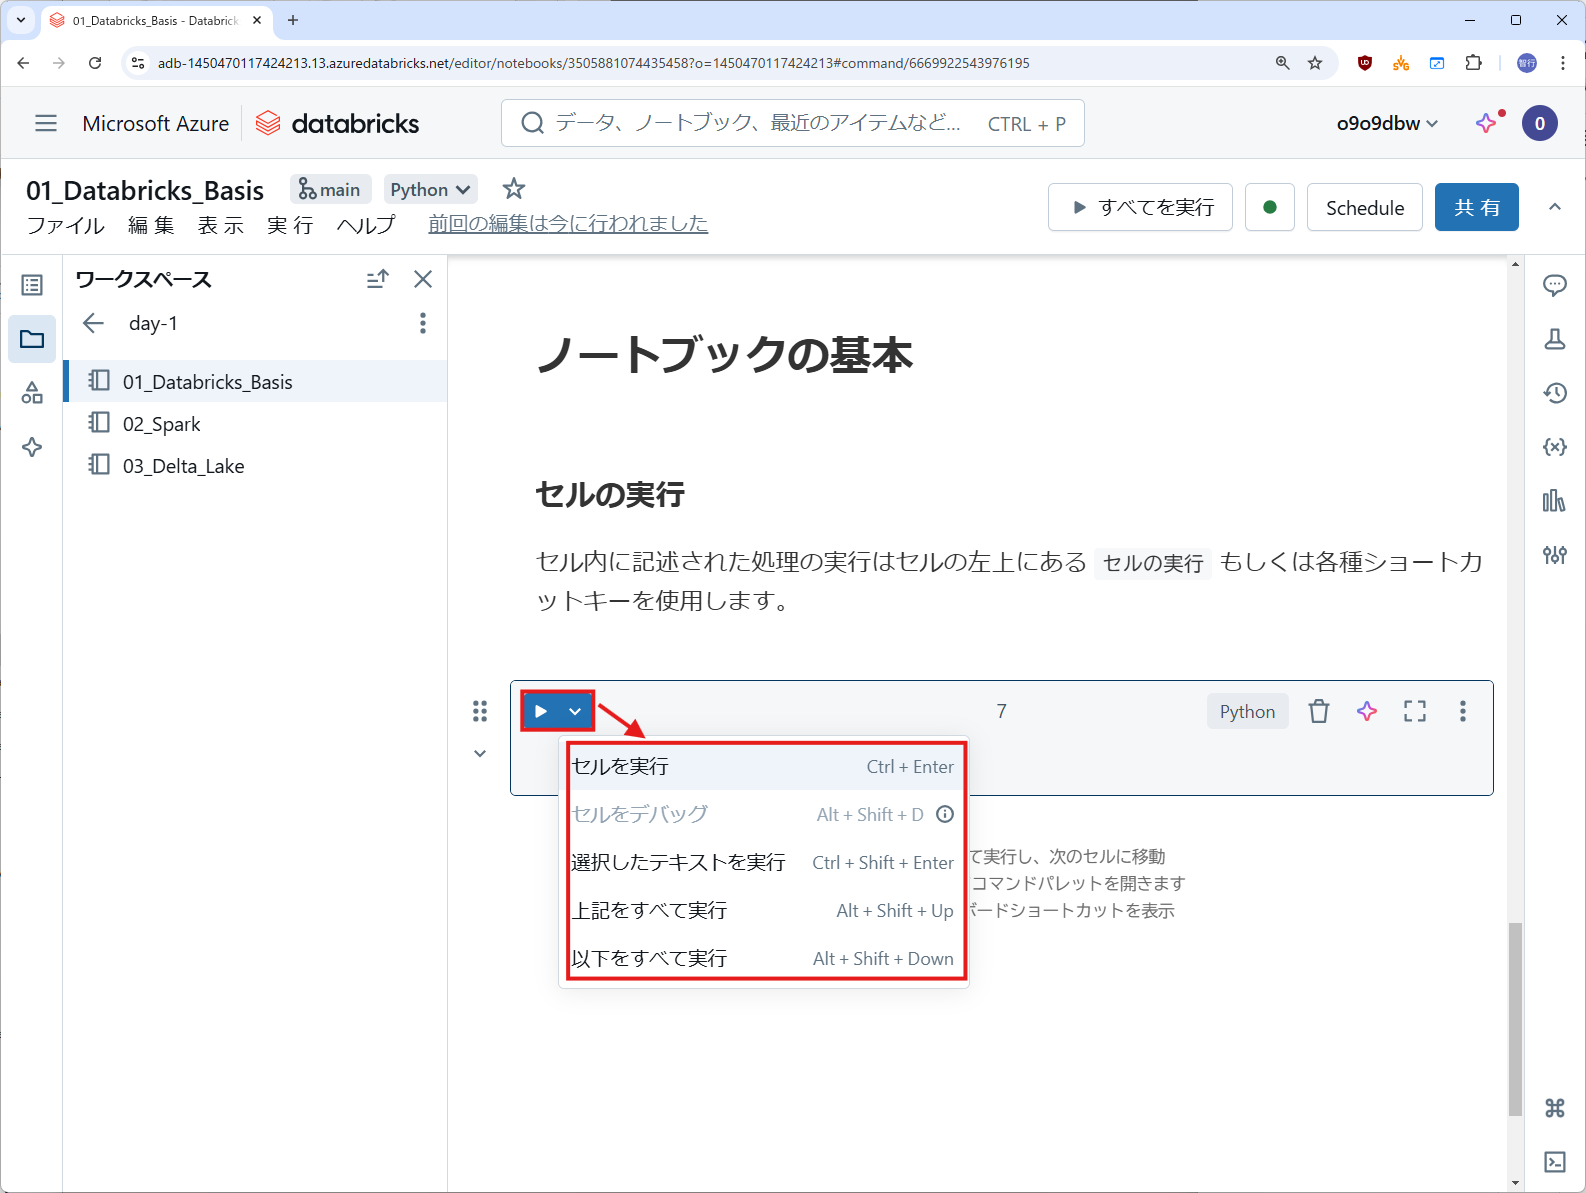 01_Databricks_Basis - Databrick
adb-1450470117424213.13.azuredatabricks.net/editor/notebooks/3505881074435458?o=1450470117424213#command/6669922543976195
智行
Microsoft Azure
databricks
データ、ノートブック、最近のアイテムなど...
CTRL + P
o9o9dbw
0
01_Databricks_Basis
main
Python
ファイル 編集 表示 実行 ヘルプ
前回の編集は今に行われました
すべてを実行
Schedule
共有
ワークスペース
day-1
01_Databricks_Basis
02_Spark
03_Delta_Lake
ノートブックの基本
セルの実行
セル内に記述された処理の実行はセルの左上にある セルの実行 もしくは各種ショートカ
ットキーを使用します。
7
Python
セルを実行 Ctrl + Enter
セルをデバッグ Alt + Shift + D
選択したテキストを実行 Ctrl + Shift + Enter
上記をすべて実行 Alt + Shift + Up
以下をすべて実行 Alt + Shift + Down
て実行し、次のセルに移動
コマンドパレットを開きます
ボードショートカットを表示